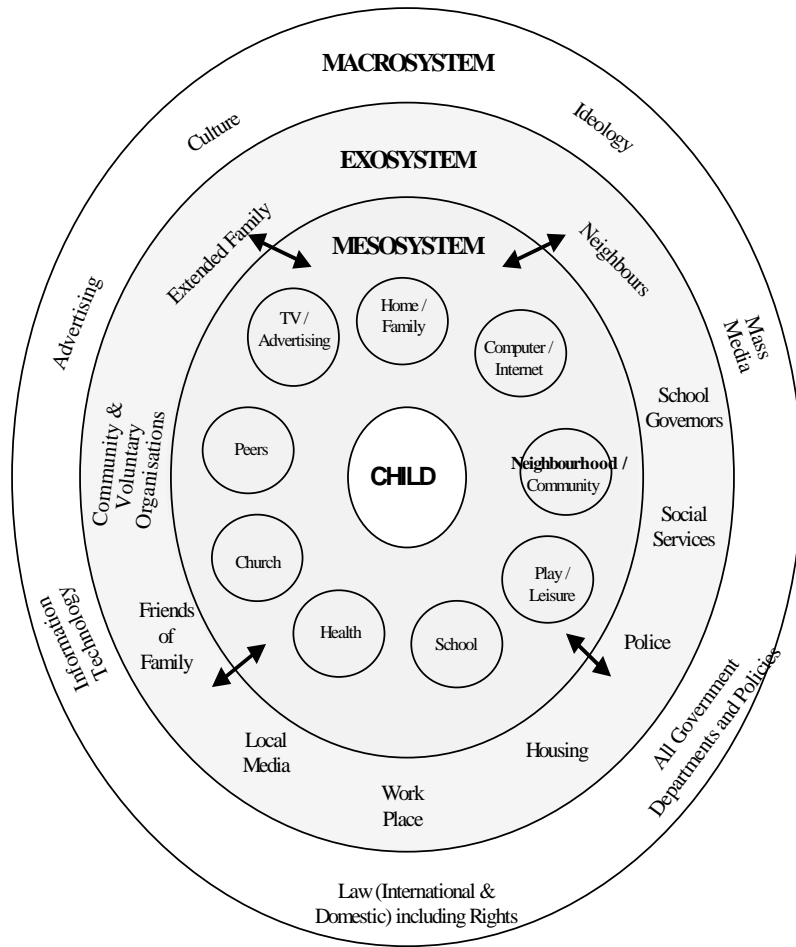 MACROSYSTEM
Culture
Ideology
EXOSYSTEM
Extended Family
Neighbours
MESOSYSTEM
Advertising
Mass
Media
TV /
Advertising
Home /
Family
Computer /
Internet
School
Governors
Community &
Voluntary
Organisations
Peers
CHILD
Neighbourhood /
Community
Social
Services
Church
Play /
Leisure
Information
Technology
Friends
of
Family
Health
School
Police
All Government
Departments and Policies
Local
Media
Housing
Work
Place
Law (International &
Domestic) including Rights